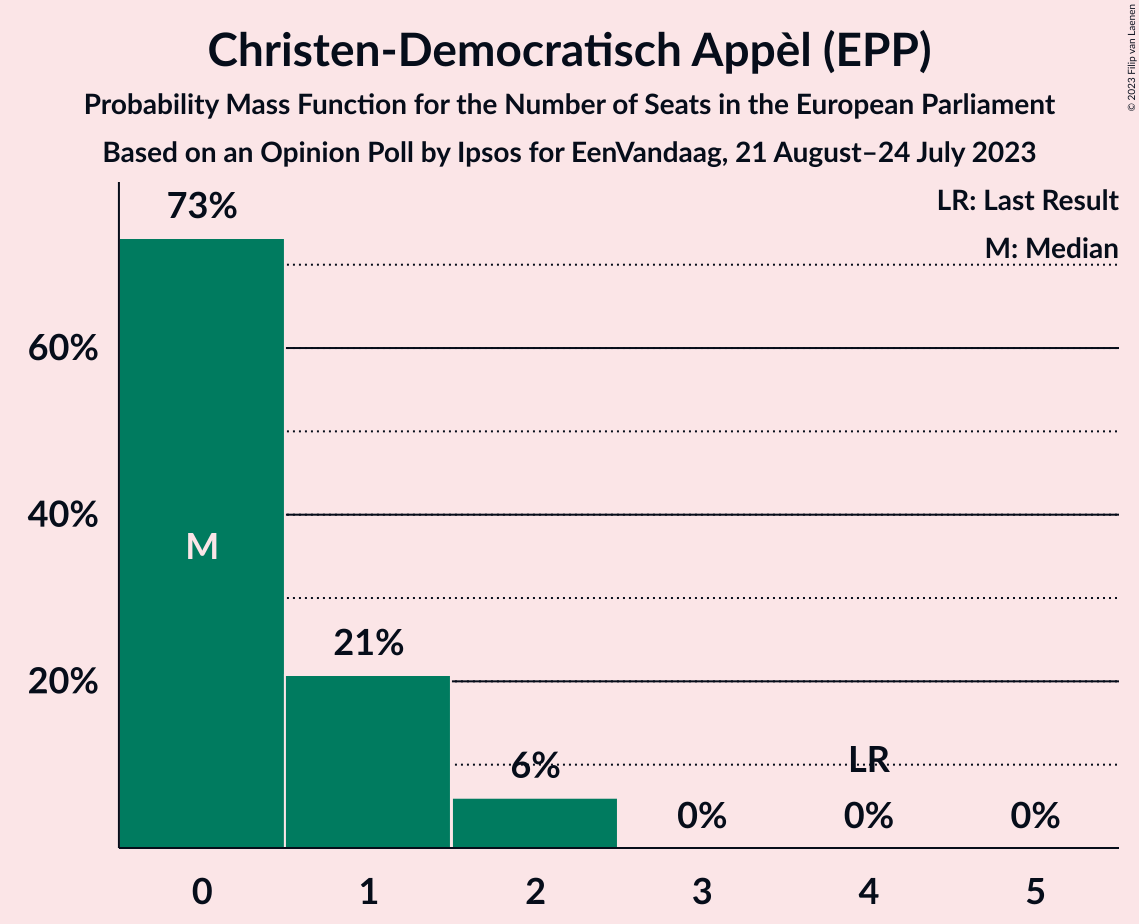 Christen-Democratisch Appèl (EPP)
Probability Mass Function for the Number of Seats in the European Parliament
Based on an Opinion Poll by Ipsos for EenVandaag, 21 August–24 July 2023
© 2023 Filip van Laenen
LR: Last Result
M: Median
73%
60%
40%
20%
M
21%
6%
0%
LR
0%
0%
0 1 2 3 4 5